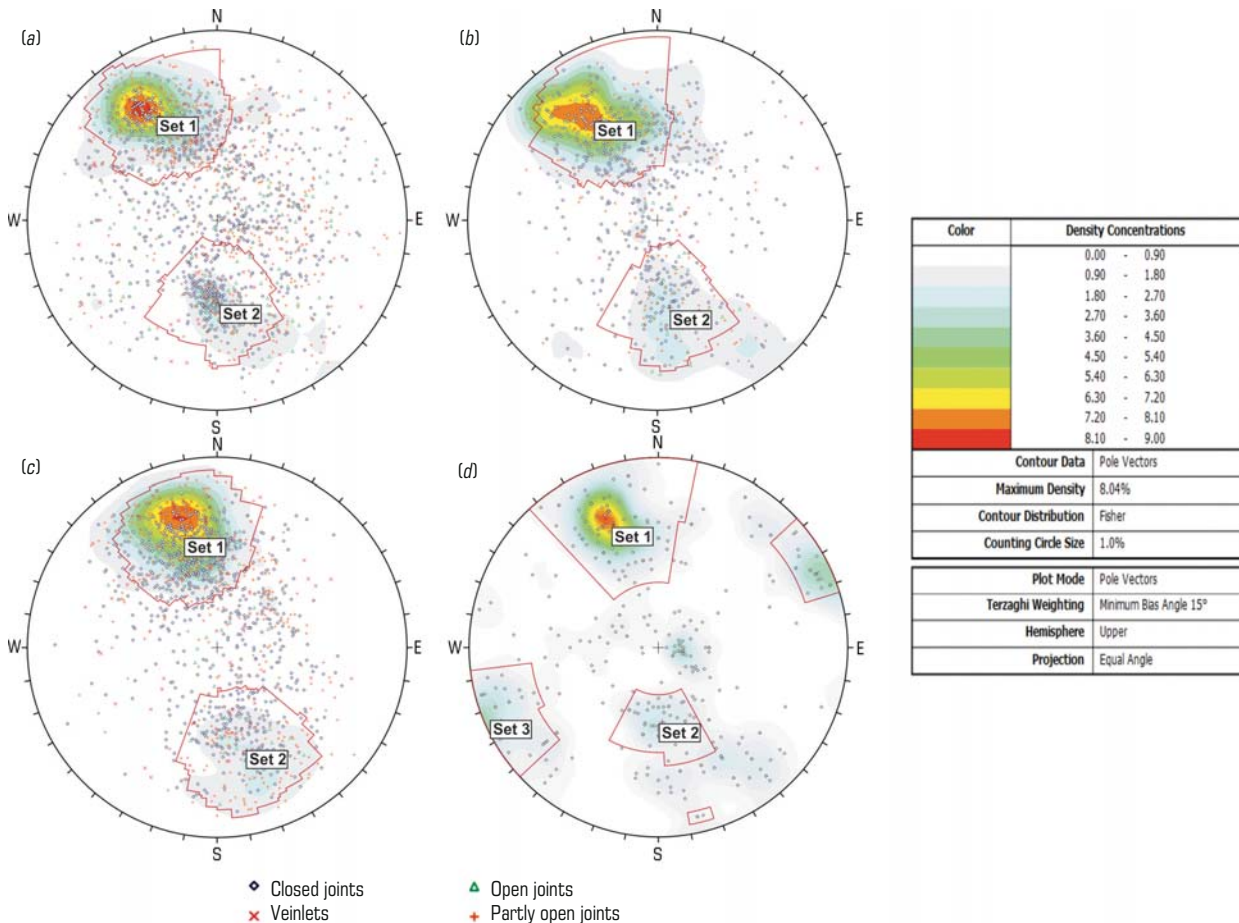 N
(a)
Set 1
W
E
Set 2
S
N
(b)
Set 1
W
E
Set 2
S
N
(c)
Set 1
W
E
Set 2
S
N
(d)
Set 1
W
E
Set 3
Set 2
S
Color Density Concentrations
0.00 - 0.90
0.90 - 1.80
1.80 - 2.70
2.70 - 3.60
3.60 - 4.50
4.50 - 5.40
5.40 - 6.30
6.30 - 7.20
7.20 - 8.10
8.10 - 9.00
Contour Data Pole Vectors
Maximum Density 8.04%
Contour Distribution Fisher
Counting Circle Size 1.0%
Plot Mode Pole Vectors
Terzaghi Weighting Minimum Bias Angle 15°
Hemisphere Upper
Projection Equal Angle
Closed joints
Open joints
Veinlets
Partly open joints